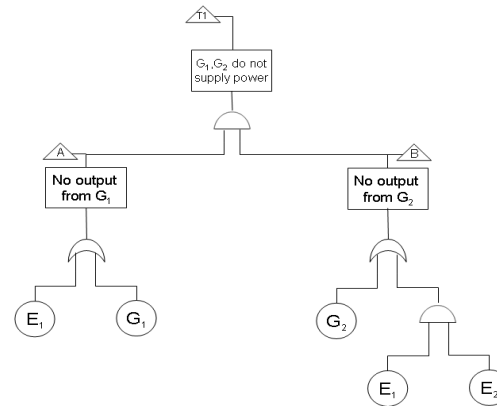 T1
G₁,G₂ do not
supply power
A
B
No output
from G₁
No output
from G₂
E₁
G₁
G₂
E₁
E₂